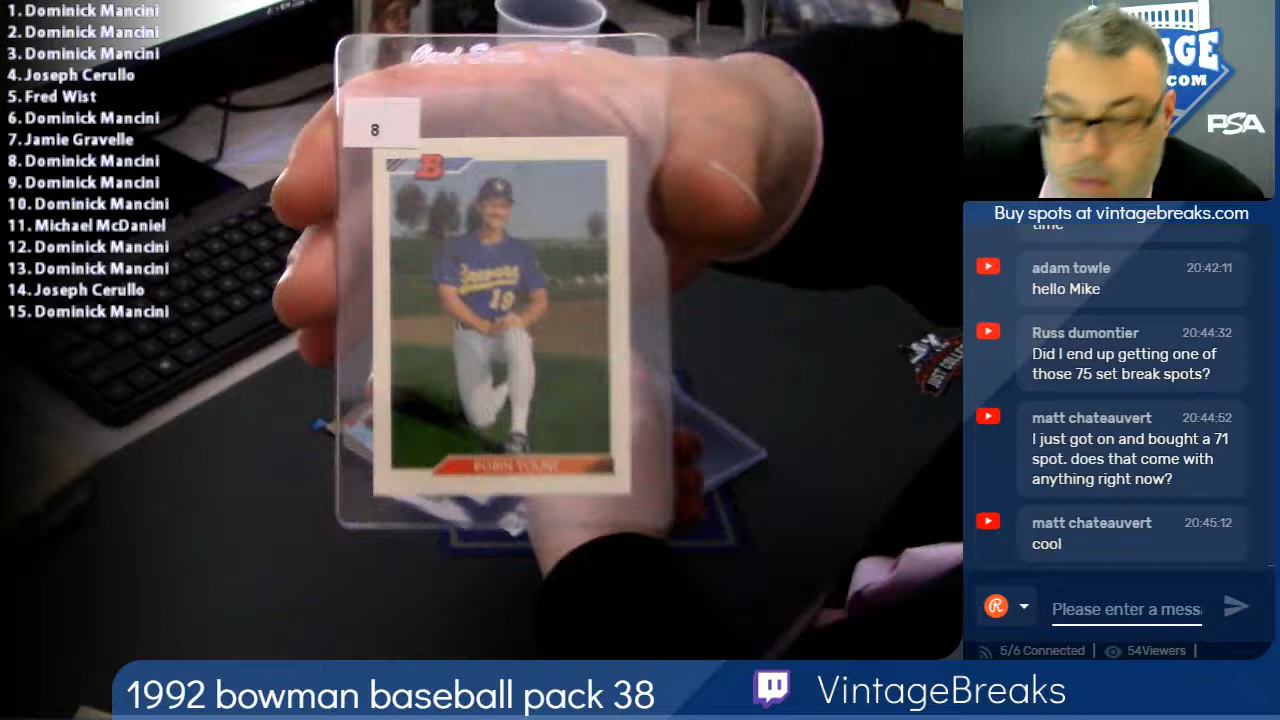 1. Dominick Mancini
2. Dominick Mancini
3. Dominick Mancini
4. Joseph Cerullo
5. Fred Wist
6. Dominick Mancini
7. Jamie Gravelle
8. Dominick Mancini
9. Dominick Mancini
10. Dominick Mancini
11. Michael McDaniel
12. Dominick Mancini
13. Dominick Mancini
14. Joseph Cerullo
15. Dominick Mancini
8
B
Brewers
19
ROBIN YOUNT
AGE
.COM
PSA
Buy spots at vintagebreaks.com
time
adam towle 20:42:11
hello Mike
Russ dumontier 20:44:32
Did I end up getting one of
those 75 set break spots?
matt chateauvert 20:44:52
I just got on and bought a 71
spot. does that come with
anything right now?
matt chateauvert 20:45:12
cool
Please enter a mess
5/6 Connected | 54Viewers |
1992 bowman baseball pack 38
VintageBreaks